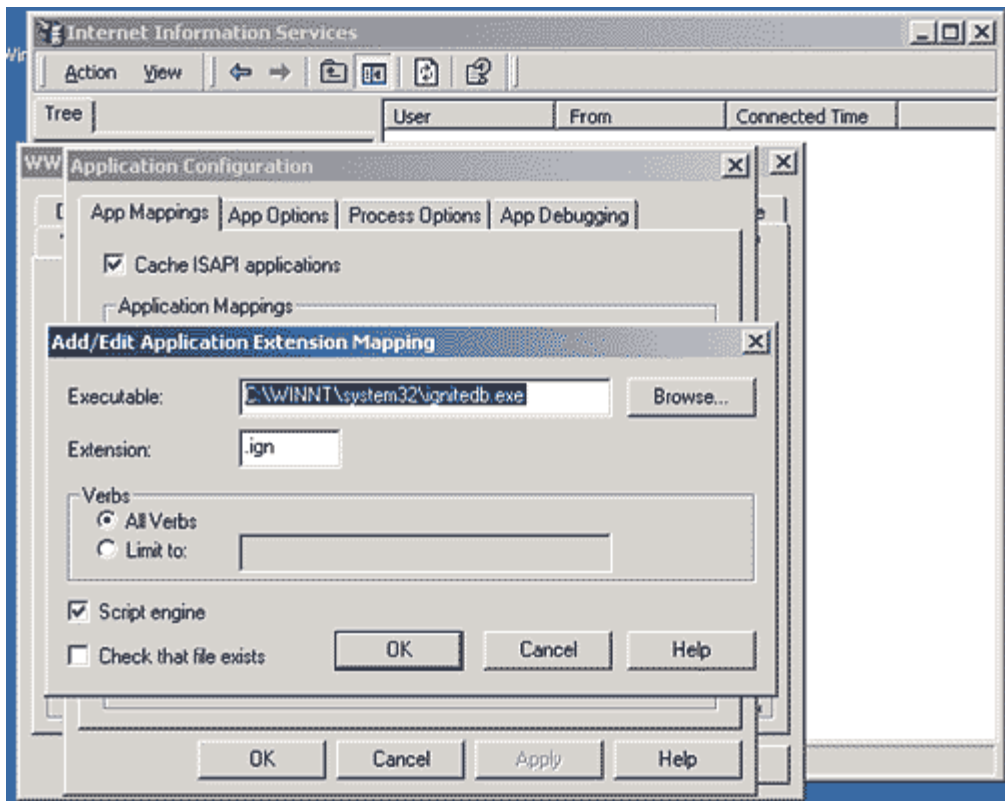 Internet Information Services
Win
Action View
Tree
User From Connected Time
WW
Application Configuration
App Mappings App Options Process Options App Debugging
Cache ISAPI applications
Application Mappings
Add/Edit Application Extension Mapping
Executable: C:\WINNT\system32\ignitedb.exe Browse...
Extension: .ign
Verbs
All Verbs
Limit to:
Script engine
Check that file exists
OK Cancel Help
OK Cancel Apply Help